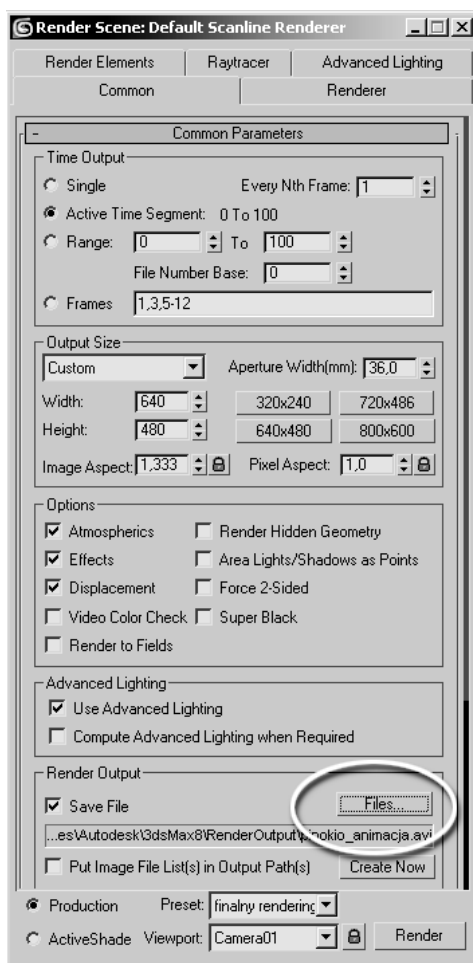 Render Scene: Default Scanline Renderer
Render Elements Raytracer Advanced Lighting
Common Renderer
- Common Parameters
Time Output
Single Every Nth Frame: 1
Active Time Segment: 0 To 100
Range: 0 To 100
File Number Base: 0
Frames 1,3,5-12
Output Size
Custom Aperture Width(mm): 36,0
Width: 640 320x240 720x486
Height: 480 640x480 800x600
Image Aspect: 1,333 Pixel Aspect: 1,0
Options
Atmospherics Render Hidden Geometry
Effects Area Lights/Shadows as Points
Displacement Force 2-Sided
Video Color Check Super Black
Render to Fields
Advanced Lighting
Use Advanced Lighting
Compute Advanced Lighting when Required
Render Output
Save File Files...
...es\Autodesk\3dsMax8\RenderOutput\pinokio_animacja.avi
Put Image File List(s) in Output Path(s) Create Now
Production Preset: finalny rendering
ActiveShade Viewport: Camera01 Render